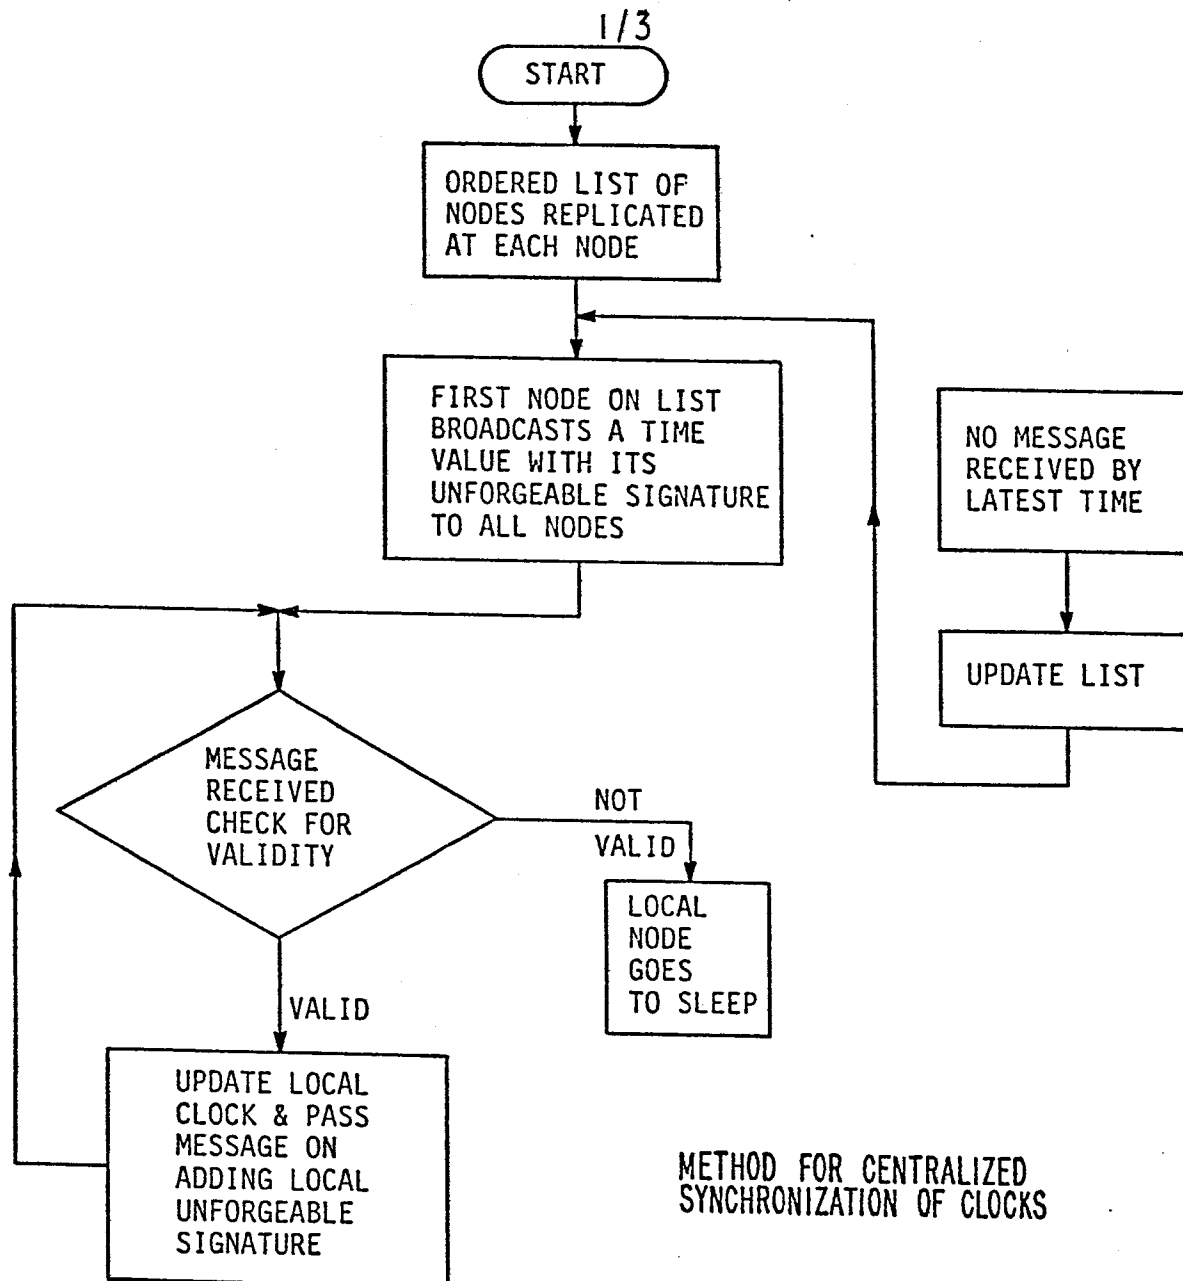 1/3
START
ORDERED LIST OF
NODES REPLICATED
AT EACH NODE
FIRST NODE ON LIST
BROADCASTS A TIME
VALUE WITH ITS
UNFORGEABLE SIGNATURE
TO ALL NODES
NO MESSAGE
RECEIVED BY
LATEST TIME
UPDATE LIST
MESSAGE
RECEIVED
CHECK FOR
VALIDITY
NOT
VALID
LOCAL
NODE
GOES
TO SLEEP
VALID
UPDATE LOCAL
CLOCK & PASS
MESSAGE ON
ADDING LOCAL
UNFORGEABLE
SIGNATURE
METHOD FOR CENTRALIZED
SYNCHRONIZATION OF CLOCKS